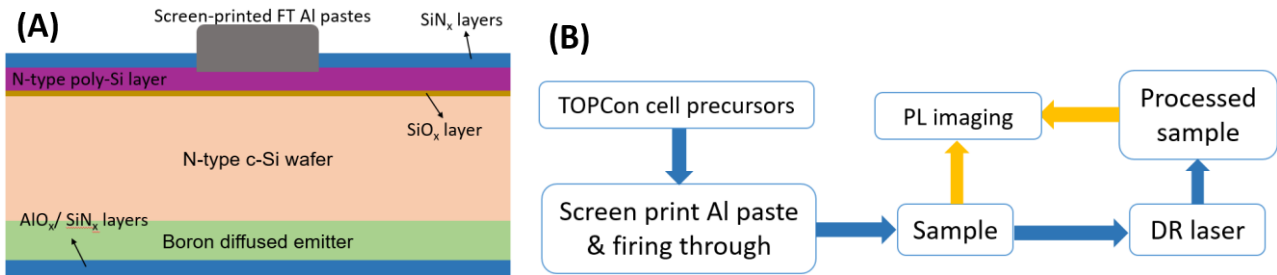 (A)
Screen-printed FT Al pastes
SiNₓ layers
N-type poly-Si layer
SiOₓ layer
N-type c-Si wafer
AlOₓ/ SiNₓ layers
Boron diffused emitter
(B)
TOPCon cell precursors
Screen print Al paste
& firing through
Sample
PL imaging
DR laser
Processed
sample